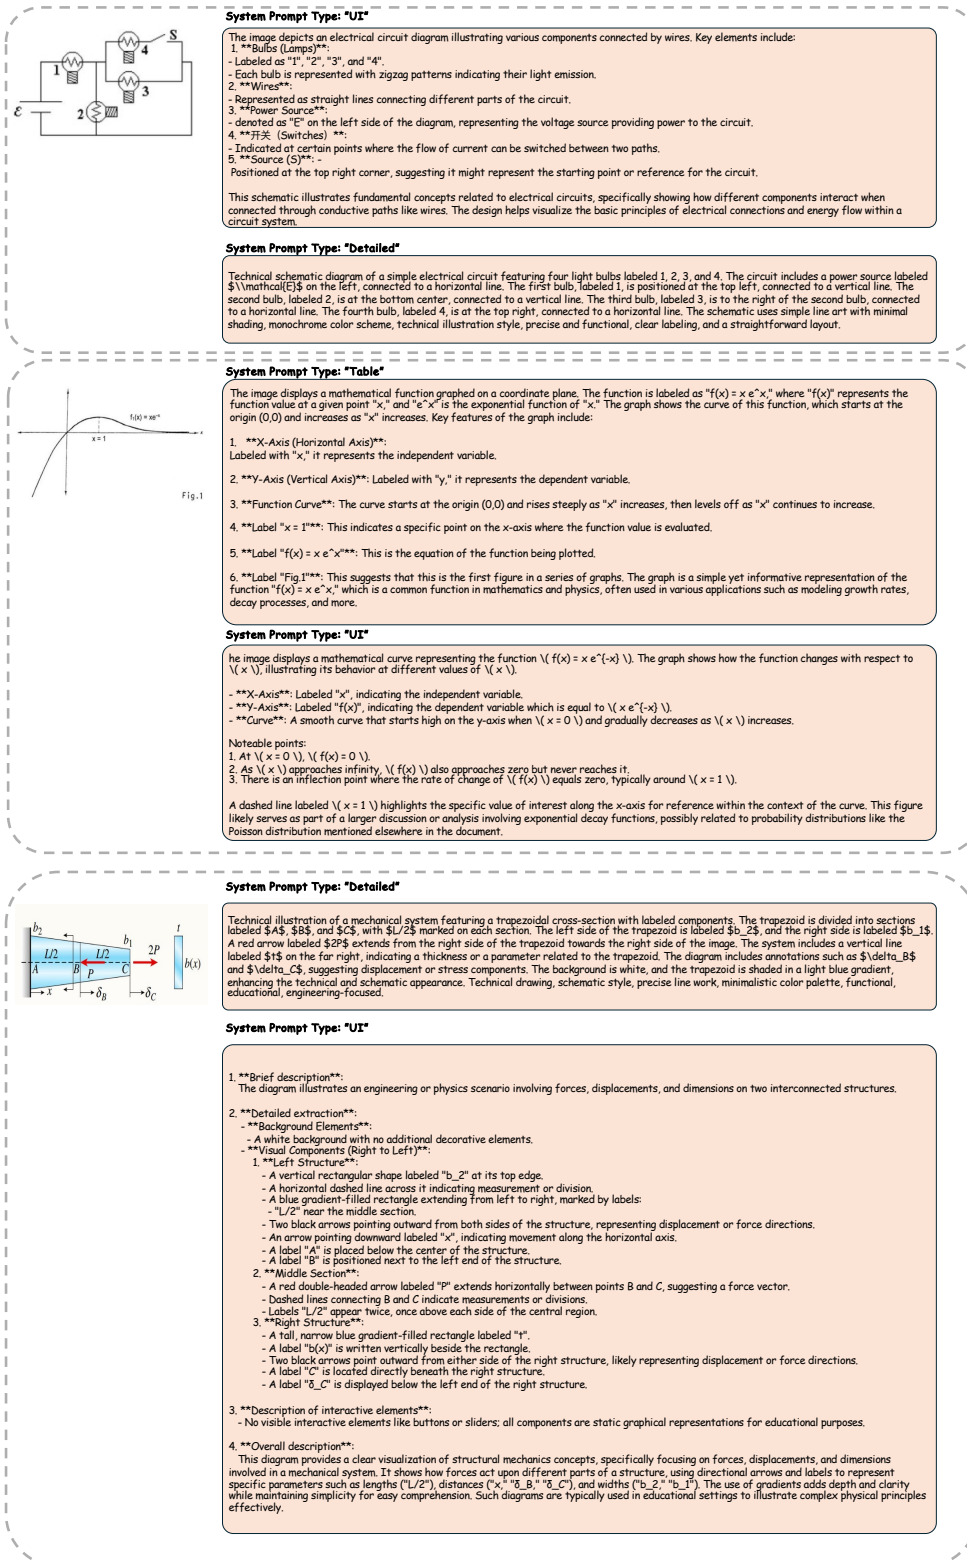 System Prompt Type: "UI"
S
4
1
3
2
ℰ
The image depicts an electrical circuit diagram illustrating various components connected by wires. Key elements include:
1. **Bulbs (Lamps)**:
- Labeled as "1", "2", "3", and "4".
- Each bulb is represented with zigzag patterns indicating their light emission.
2. **Wires**:
- Represented as straight lines connecting different parts of the circuit.
3. **Power Source**:
- denoted as "E" on the left side of the diagram, representing the voltage source providing power to the circuit.
4. **开关 (Switches) **:
- Indicated at certain points where the flow of current can be switched between two paths.
5. **Source (S)**: -
Positioned at the top right corner, suggesting it might represent the starting point or reference for the circuit.
This schematic illustrates fundamental concepts related to electrical circuits, specifically showing how different components interact when
connected through conductive paths like wires. The design helps visualize the basic principles of electrical connections and energy flow within a
circuit system.
System Prompt Type: "Detailed"
Technical schematic diagram of a simple electrical circuit featuring four light bulbs labeled 1, 2, 3, and 4. The circuit includes a power source labeled
$\\mathcal{E}$ on the left, connected to a horizontal line. The first bulb, labeled 1, is positioned at the top left, connected to a vertical line. The
second bulb, labeled 2, is at the bottom center, connected to a vertical line. The third bulb, labeled 3, is to the right of the second bulb, connected
to a horizontal line. The fourth bulb, labeled 4, is at the top right, connected to a horizontal line. The schematic uses simple line art with minimal
shading, monochrome color scheme, technical illustration style, precise and functional, clear labeling, and a straightforward layout.
System Prompt Type: "Table"
f₁(x) = xe⁻ˣ
x
x = 1
Fig.1
The image displays a mathematical function graphed on a coordinate plane. The function is labeled as "f(x) = x e^x," where "f(x)" represents the
function value at a given point "x," and "e^x" is the exponential function of "x." The graph shows the curve of this function, which starts at the
origin (0,0) and increases as "x" increases. Key features of the graph include:
1. **X-Axis (Horizontal Axis)**:
Labeled with "x," it represents the independent variable.
2. **Y-Axis (Vertical Axis)**: Labeled with "y," it represents the dependent variable.
3. **Function Curve**: The curve starts at the origin (0,0) and rises steeply as "x" increases, then levels off as "x" continues to increase.
4. **Label "x = 1"**: This indicates a specific point on the x-axis where the function value is evaluated.
5. **Label "f(x) = x e^x"**: This is the equation of the function being plotted.
6. **Label "Fig.1"**: This suggests that this is the first figure in a series of graphs. The graph is a simple yet informative representation of the
function "f(x) = x e^x," which is a common function in mathematics and physics, often used in various applications such as modeling growth rates,
decay processes, and more.
System Prompt Type: "UI"
he image displays a mathematical curve representing the function \( f(x) = x e^{-x} \). The graph shows how the function changes with respect to
\( x \), illustrating its behavior at different values of \( x \).
- **X-Axis**: Labeled "x", indicating the independent variable.
- **Y-Axis**: Labeled "f(x)", indicating the dependent variable which is equal to \( x e^{-x} \).
- **Curve**: A smooth curve that starts high on the y-axis when \( x = 0 \) and gradually decreases as \( x \) increases.
Noteable points:
1. At \( x = 0 \), \( f(x) = 0 \).
2. As \( x \) approaches infinity, \( f(x) \) also approaches zero but never reaches it.
3. There is an inflection point where the rate of change of \( f(x) \) equals zero, typically around \( x = 1 \).
A dashed line labeled \( x = 1 \) highlights the specific value of interest along the x-axis for reference within the context of the curve. This figure
likely serves as part of a larger discussion or analysis involving exponential decay functions, possibly related to probability distributions like the
Poisson distribution mentioned elsewhere in the document.
System Prompt Type: "Detailed"
b₂
L/2
L/2
b₁
2P
t
A
B
P
C
b(x)
x
δ_B
δ_C
Technical illustration of a mechanical system featuring a trapezoidal cross-section with labeled components. The trapezoid is divided into sections
labeled $A$, $B$, and $C$, with $L/2$ marked on each section. The left side of the trapezoid is labeled $b_2$, and the right side is labeled $b_1$.
A red arrow labeled $2P$ extends from the right side of the trapezoid towards the right side of the image. The system includes a vertical line
labeled $t$ on the far right, indicating a thickness or a parameter related to the trapezoid. The diagram includes annotations such as $\delta_B$
and $\delta_C$, suggesting displacement or stress components. The background is white, and the trapezoid is shaded in a light blue gradient,
enhancing the technical and schematic appearance. Technical drawing, schematic style, precise line work, minimalistic color palette, functional,
educational, engineering-focused.
System Prompt Type: "UI"
1. **Brief description**:
The diagram illustrates an engineering or physics scenario involving forces, displacements, and dimensions on two interconnected structures.
2. **Detailed extraction**:
- **Background Elements**:
- A white background with no additional decorative elements.
- **Visual Components (Right to Left)**:
1. **Left Structure**:
- A vertical rectangular shape labeled "b_2" at its top edge.
- A horizontal dashed line across it indicating measurement or division.
- A blue gradient-filled rectangle extending from left to right, marked by labels:
- "L/2" near the middle section.
- Two black arrows pointing outward from both sides of the structure, representing displacement or force directions.
- An arrow pointing downward labeled "x", indicating movement along the horizontal axis.
- A label "A" is placed below the center of the structure.
- A label "B" is positioned next to the left end of the structure.
2. **Middle Section**:
- A red double-headed arrow labeled "P" extends horizontally between points B and C, suggesting a force vector.
- Dashed lines connecting B and C indicate measurements or divisions.
- Labels "L/2" appear twice, once above each side of the central region.
3. **Right Structure**:
- A tall, narrow blue gradient-filled rectangle labeled "t".
- A label "b(x)" is written vertically beside the rectangle.
- Two black arrows point outward from either side of the right structure, likely representing displacement or force directions.
- A label "C" is located directly beneath the right structure.
- A label "δ_C" is displayed below the left end of the right structure.
3. **Description of interactive elements**:
- No visible interactive elements like buttons or sliders; all components are static graphical representations for educational purposes.
4. **Overall description**:
This diagram provides a clear visualization of structural mechanics concepts, specifically focusing on forces, displacements, and dimensions
involved in a mechanical system. It shows how forces act upon different parts of a structure, using directional arrows and labels to represent
specific parameters such as lengths ("L/2"), distances ("x," "δ_B," "δ_C"), and widths ("b_2," "b_1"). The use of gradients adds depth and clarity
while maintaining simplicity for easy comprehension. Such diagrams are typically used in educational settings to illustrate complex physical principles
effectively.